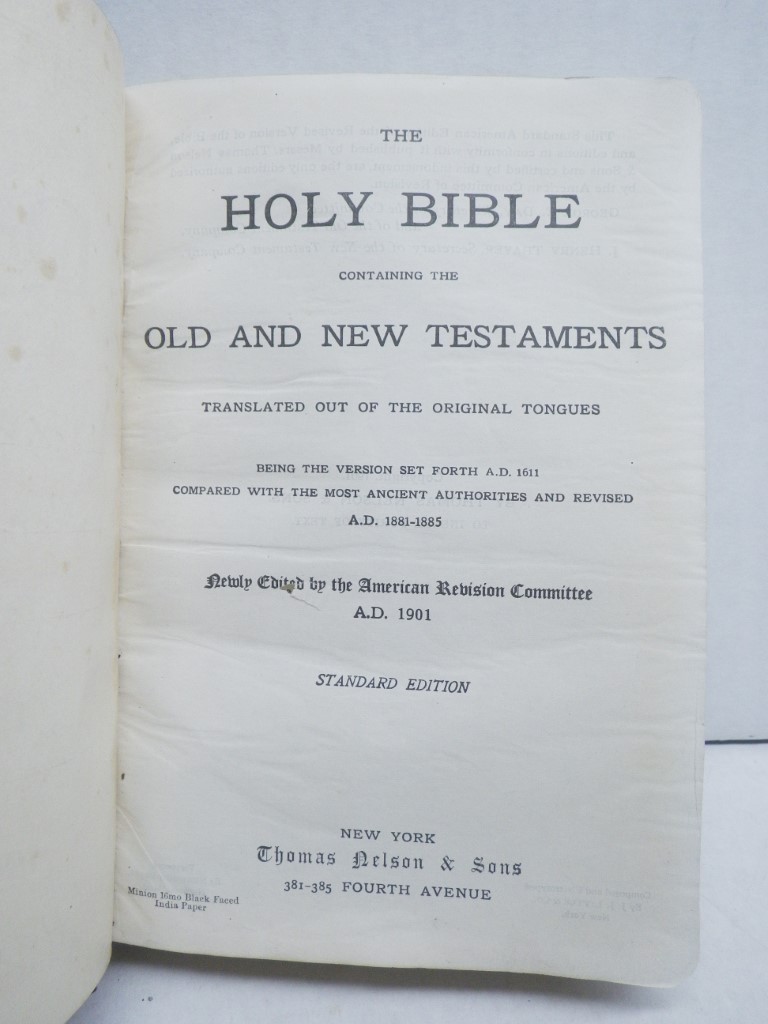 THE
HOLY BIBLE
CONTAINING THE
OLD AND NEW TESTAMENTS
TRANSLATED OUT OF THE ORIGINAL TONGUES
BEING THE VERSION SET FORTH A.D. 1611
COMPARED WITH THE MOST ANCIENT AUTHORITIES AND REVISED
A.D. 1881-1885
Newly Edited by the American Revision Committee
A.D. 1901
STANDARD EDITION
NEW YORK
Thomas Nelson & Sons
381-385 FOURTH AVENUE
Minion 16mo Black Faced
India Paper